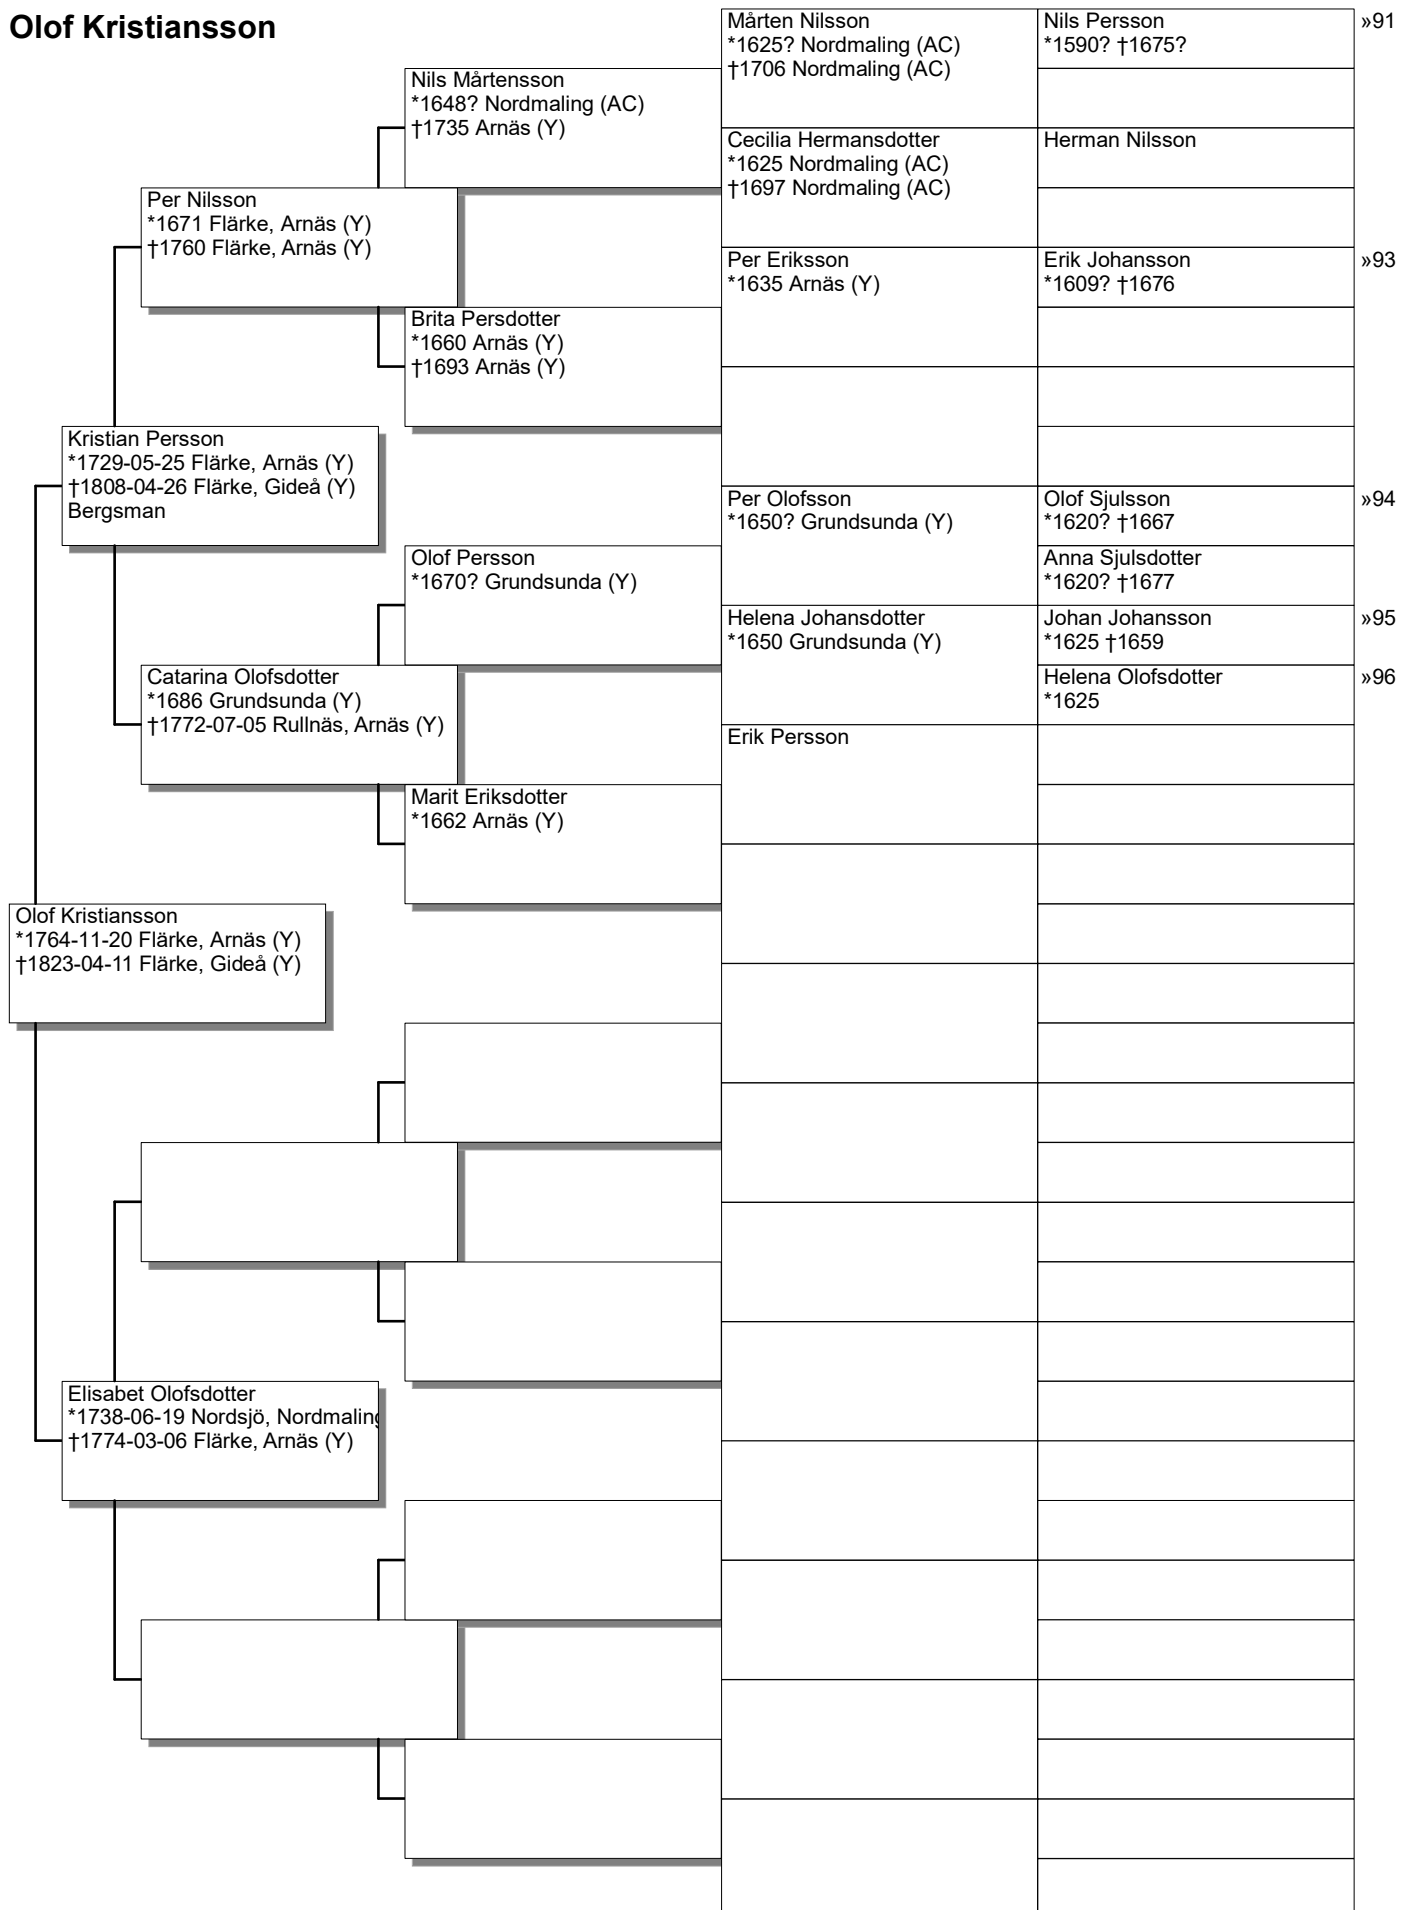 Olof Kristiansson
Mårten Nilsson
*1625? Nordmaling (AC)
†1706 Nordmaling (AC)
Nils Persson
*1590? †1675?
»91
Nils Mårtensson
*1648? Nordmaling (AC)
†1735 Arnäs (Y)
Cecilia Hermansdotter
*1625 Nordmaling (AC)
†1697 Nordmaling (AC)
Herman Nilsson
Per Nilsson
*1671 Flärke, Arnäs (Y)
†1760 Flärke, Arnäs (Y)
Per Eriksson
*1635 Arnäs (Y)
Erik Johansson
*1609? †1676
»93
Brita Persdotter
*1660 Arnäs (Y)
†1693 Arnäs (Y)
Kristian Persson
*1729-05-25 Flärke, Arnäs (Y)
†1808-04-26 Flärke, Gideå (Y)
Bergsman
Per Olofsson
*1650? Grundsunda (Y)
Olof Sjulsson
*1620? †1667
»94
Olof Persson
*1670? Grundsunda (Y)
Anna Sjulsdotter
*1620? †1677
Helena Johansdotter
*1650 Grundsunda (Y)
Johan Johansson
*1625 †1659
»95
Catarina Olofsdotter
*1686 Grundsunda (Y)
†1772-07-05 Rullnäs, Arnäs (Y)
Helena Olofsdotter
*1625
»96
Erik Persson
Marit Eriksdotter
*1662 Arnäs (Y)
Olof Kristiansson
*1764-11-20 Flärke, Arnäs (Y)
†1823-04-11 Flärke, Gideå (Y)
Elisabet Olofsdotter
*1738-06-19 Nordsjö, Nordmaling
†1774-03-06 Flärke, Arnäs (Y)